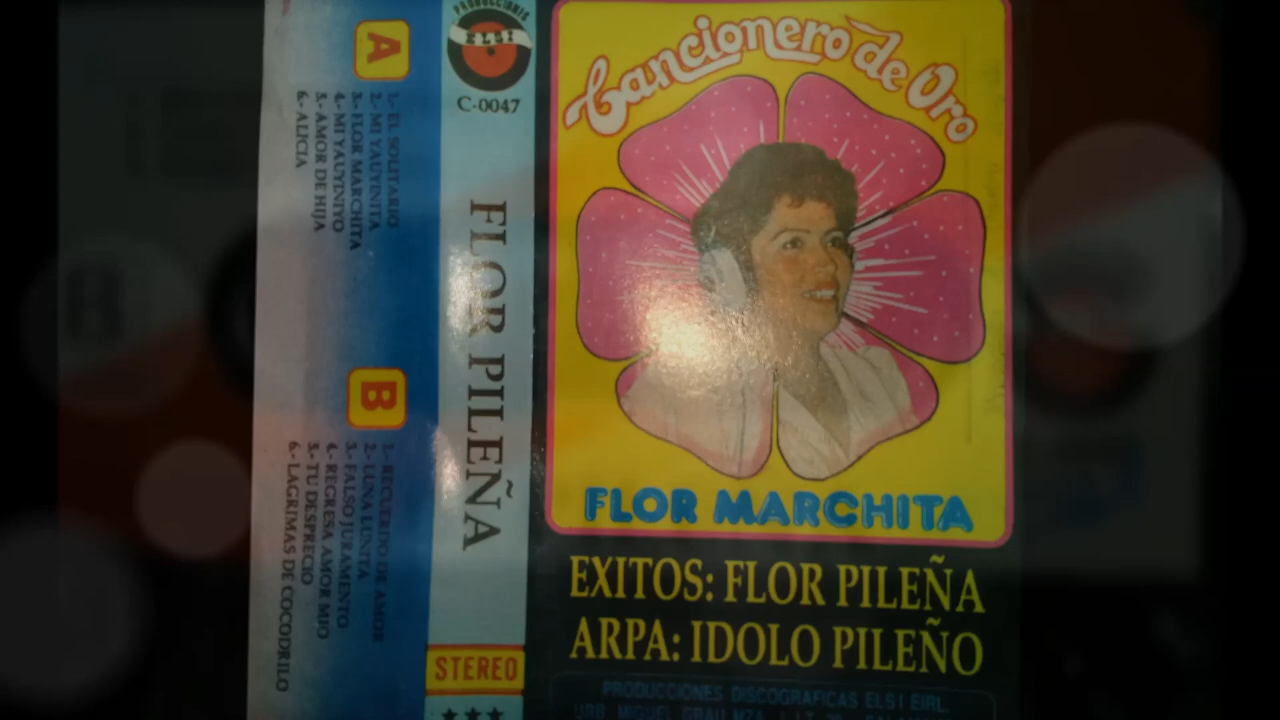 A
1.- EL SOLITARIO
2.- MI YAUYINITA
3.- FLOR MARCHITA
4.- MI YAUYINIYO
5.- AMOR DE HIJA
6.- ALICIA
B
1.- RECUERDO DE AMOR
2.- LUNA LUNITA
3.- FALSO JURAMENTO
4.- REGRESA AMOR MIO
5.- TU DESPRECIO
6.- LAGRIMAS DE COCODRILO
PRODUCCIONES
ELSI
C-0047
FLOR PILEÑA
STEREO
Cancionero de Oro
FLOR MARCHITA
EXITOS: FLOR PILEÑA
ARPA: IDOLO PILEÑO
PRODUCCIONES DISCOGRAFICAS ELSI EIRL.
URB. MIGUEL GRAU MZA.